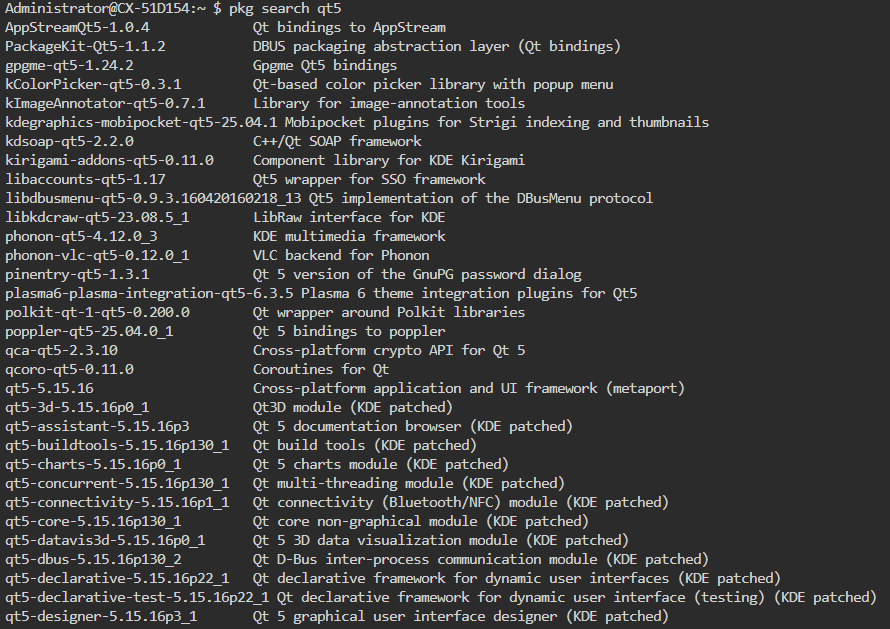 Administrator@CX-51D154:~ $ pkg search qt5
AppStreamQt5-1.0.4 Qt bindings to AppStream
PackageKit-Qt5-1.1.2 DBUS packaging abstraction layer (Qt bindings)
gpgme-qt5-1.24.2 Gpgme Qt5 bindings
kColorPicker-qt5-0.3.1 Qt-based color picker library with popup menu
kImageAnnotator-qt5-0.7.1 Library for image-annotation tools
kdegraphics-mobipocket-qt5-25.04.1 Mobipocket plugins for Strigi indexing and thumbnails
kdsoap-qt5-2.2.0 C++/Qt SOAP framework
kirigami-addons-qt5-0.11.0 Component library for KDE Kirigami
libaccounts-qt5-1.17 Qt5 wrapper for SSO framework
libdbusmenu-qt5-0.9.3.160420160218_13 Qt5 implementation of the DBusMenu protocol
libkdcraw-qt5-23.08.5_1 LibRaw interface for KDE
phonon-qt5-4.12.0_3 KDE multimedia framework
phonon-vlc-qt5-0.12.0_1 VLC backend for Phonon
pinentry-qt5-1.3.1 Qt 5 version of the GnuPG password dialog
plasma6-plasma-integration-qt5-6.3.5 Plasma 6 theme integration plugins for Qt5
polkit-qt-1-qt5-0.200.0 Qt wrapper around Polkit libraries
poppler-qt5-25.04.0_1 Qt 5 bindings to poppler
qca-qt5-2.3.10 Cross-platform crypto API for Qt 5
qcoro-qt5-0.11.0 Coroutines for Qt
qt5-5.15.16 Cross-platform application and UI framework (metaport)
qt5-3d-5.15.16p0_1 Qt3D module (KDE patched)
qt5-assistant-5.15.16p3 Qt 5 documentation browser (KDE patched)
qt5-buildtools-5.15.16p130_1 Qt build tools (KDE patched)
qt5-charts-5.15.16p0_1 Qt 5 charts module (KDE patched)
qt5-concurrent-5.15.16p130_1 Qt multi-threading module (KDE patched)
qt5-connectivity-5.15.16p1_1 Qt connectivity (Bluetooth/NFC) module (KDE patched)
qt5-core-5.15.16p130_1 Qt core non-graphical module (KDE patched)
qt5-datavis3d-5.15.16p0_1 Qt 5 3D data visualization module (KDE patched)
qt5-dbus-5.15.16p130_2 Qt D-Bus inter-process communication module (KDE patched)
qt5-declarative-5.15.16p22_1 Qt declarative framework for dynamic user interfaces (KDE patched)
qt5-declarative-test-5.15.16p22_1 Qt declarative framework for dynamic user interface (testing) (KDE patched)
qt5-designer-5.15.16p3_1 Qt 5 graphical user interface designer (KDE patched)